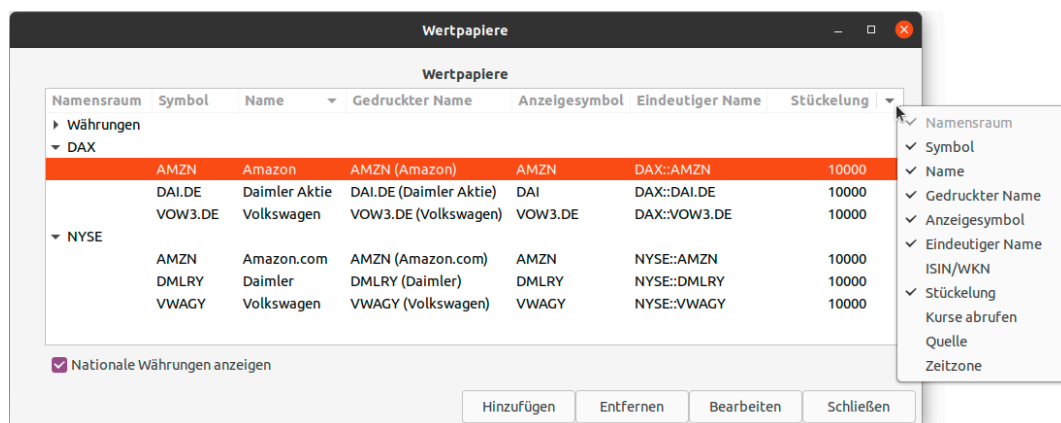 Wertpapiere
Wertpapiere
Namensraum Symbol Name Gedruckter Name Anzeigesymbol Eindeutiger Name Stückelung
Währungen
DAX
AMZN Amazon AMZN (Amazon) AMZN DAX::AMZN 10000
DAI.DE Daimler Aktie DAI.DE (Daimler Aktie) DAI DAX::DAI.DE 10000
VOW3.DE Volkswagen VOW3.DE (Volkswagen) VOW3.DE DAX::VOW3.DE 10000
NYSE
AMZN Amazon.com AMZN (Amazon.com) AMZN NYSE::AMZN 10000
DMLRY Daimler DMLRY (Daimler) DMLRY NYSE::DMLRY 10000
VWAGY Volkswagen VWAGY (Volkswagen) VWAGY NYSE::VWAGY 10000
Nationale Währungen anzeigen
Hinzufügen Entfernen Bearbeiten Schließen
Namensraum
Symbol
Name
Gedruckter Name
Anzeigesymbol
Eindeutiger Name
ISIN/WKN
Stückelung
Kurse abrufen
Quelle
Zeitzone